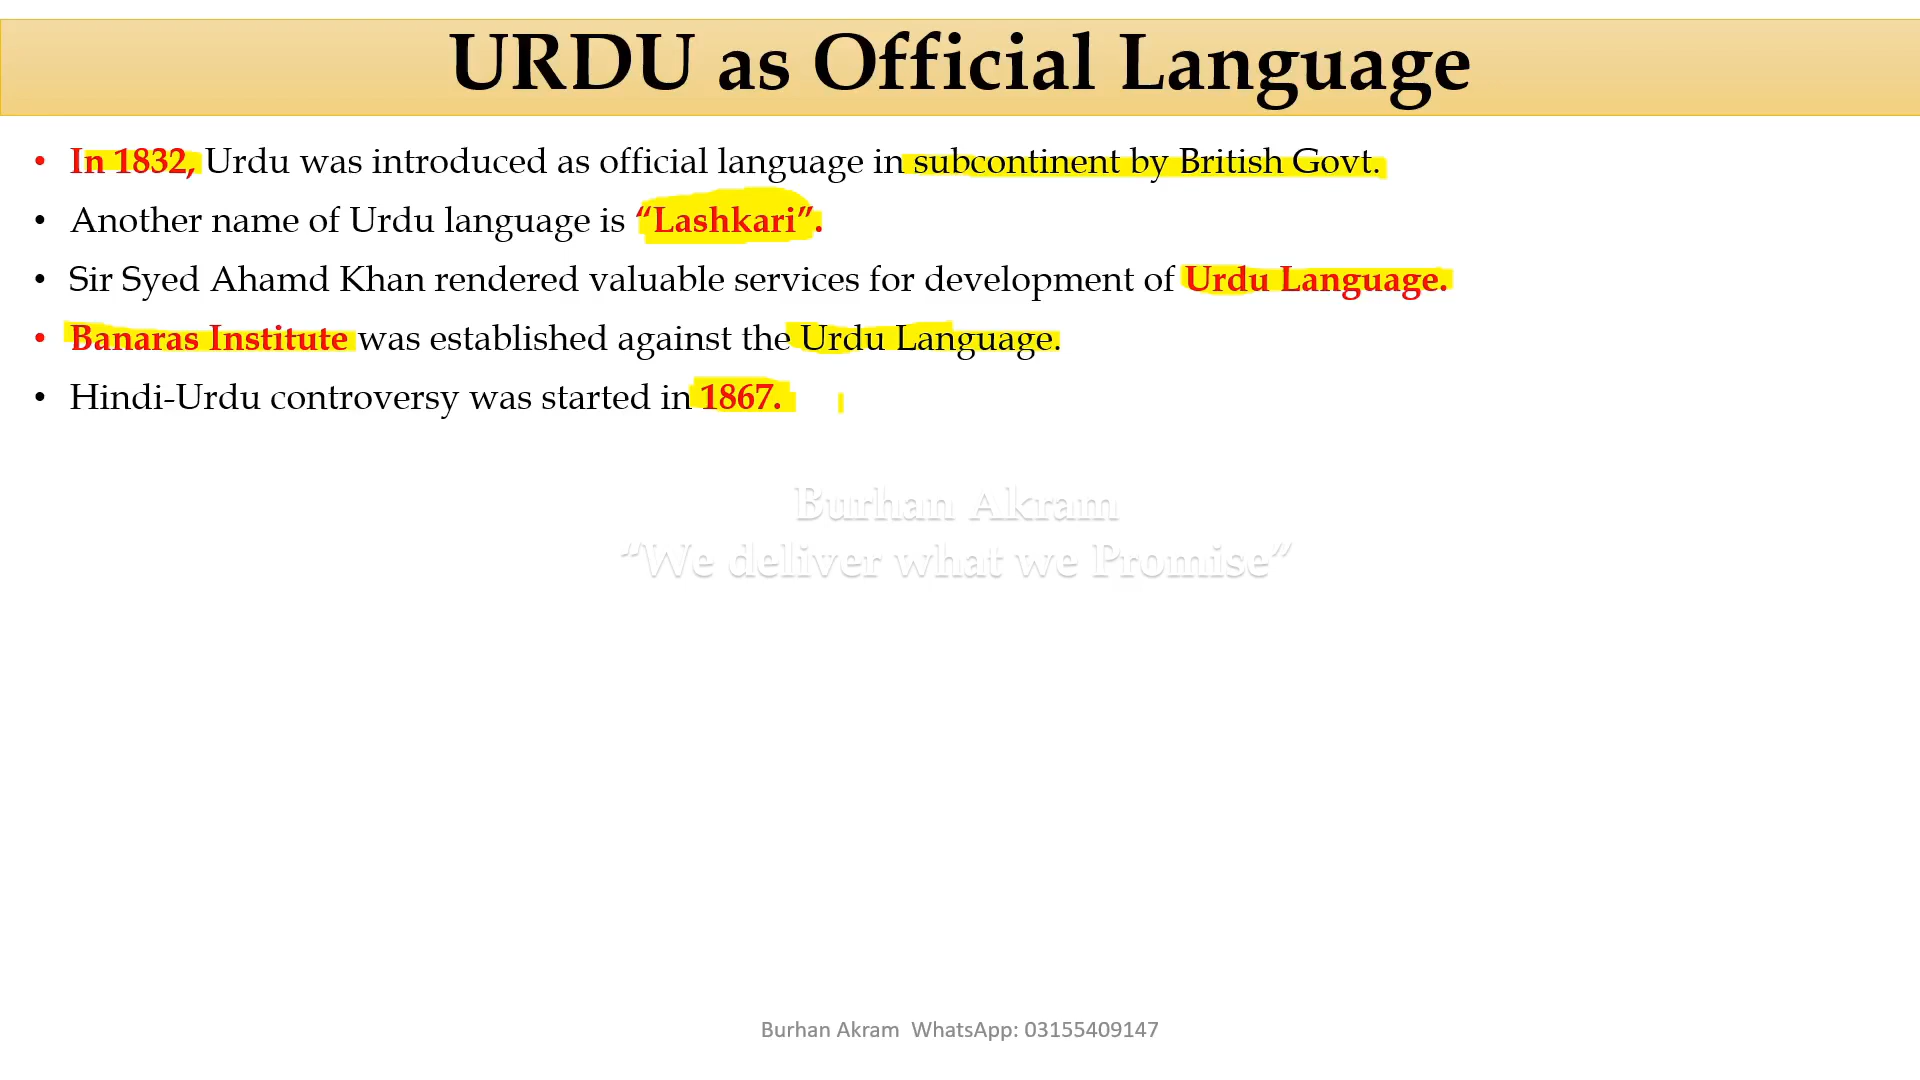 URDU as Official Language
• In 1832, Urdu was introduced as official language in subcontinent by British Govt.
• Another name of Urdu language is “Lashkari”.
• Sir Syed Ahamd Khan rendered valuable services for development of Urdu Language.
• Banaras Institute was established against the Urdu Language.
• Hindi-Urdu controversy was started in 1867.
Burhan Akram
“We deliver what we Promise”
Burhan Akram WhatsApp: 03155409147